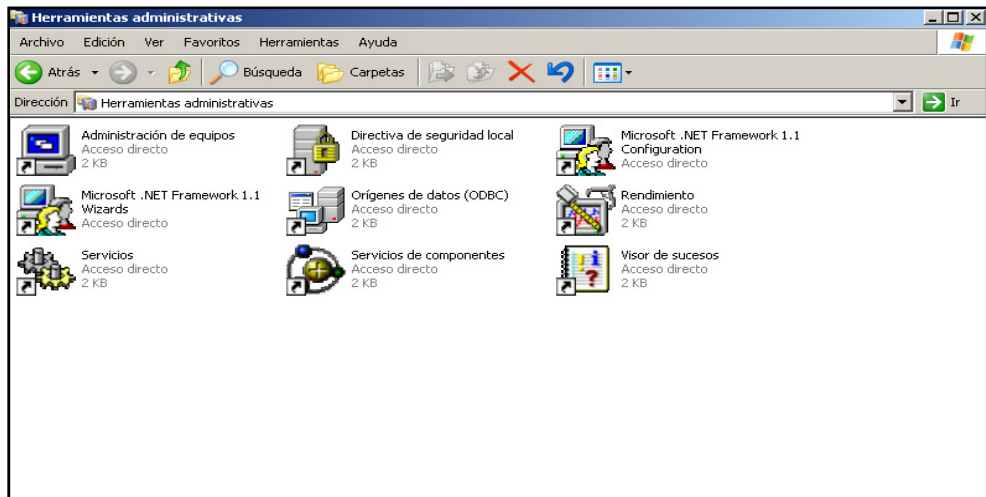 Herramientas administrativas
Archivo Edición Ver Favoritos Herramientas Ayuda
Atrás Búsqueda Carpetas
Dirección Herramientas administrativas Ir
Administración de equipos
Acceso directo
2 KB
Directiva de seguridad local
Acceso directo
2 KB
Microsoft .NET Framework 1.1
Configuration
Acceso directo
Microsoft .NET Framework 1.1
Wizards
Acceso directo
Orígenes de datos (ODBC)
Acceso directo
2 KB
Rendimiento
Acceso directo
2 KB
Servicios
Acceso directo
2 KB
Servicios de componentes
Acceso directo
2 KB
Visor de sucesos
Acceso directo
2 KB